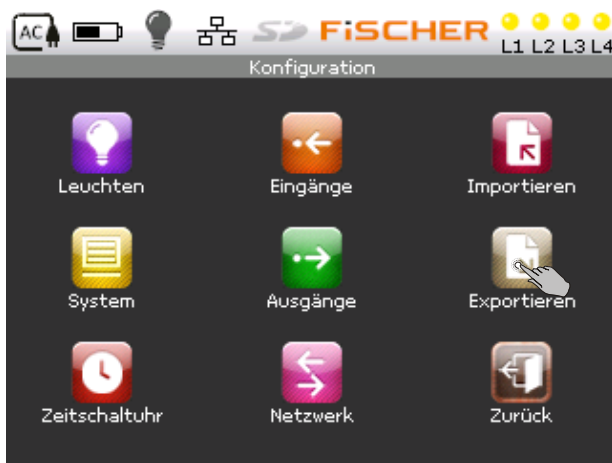 AC SD FiSCHER L1 L2 L3 L4
Konfiguration
Leuchten Eingänge Importieren
System Ausgänge Exportieren
Zeitschaltuhr Netzwerk Zurück